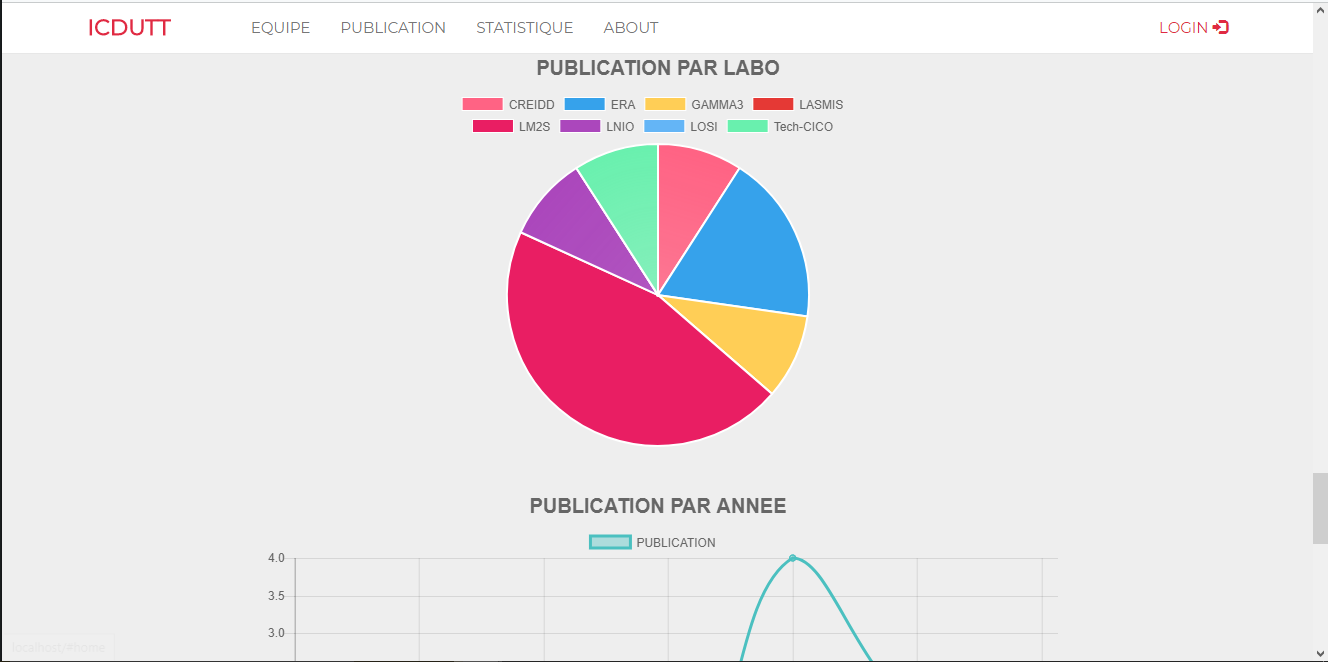 ICDUTT EQUIPE PUBLICATION STATISTIQUE ABOUT LOGIN
PUBLICATION PAR LABO
CREIDD ERA GAMMA3 LASMIS
LM2S LNIO LOSI Tech-CICO
PUBLICATION PAR ANNEE
PUBLICATION
4.0
3.5
3.0
localhost/#home